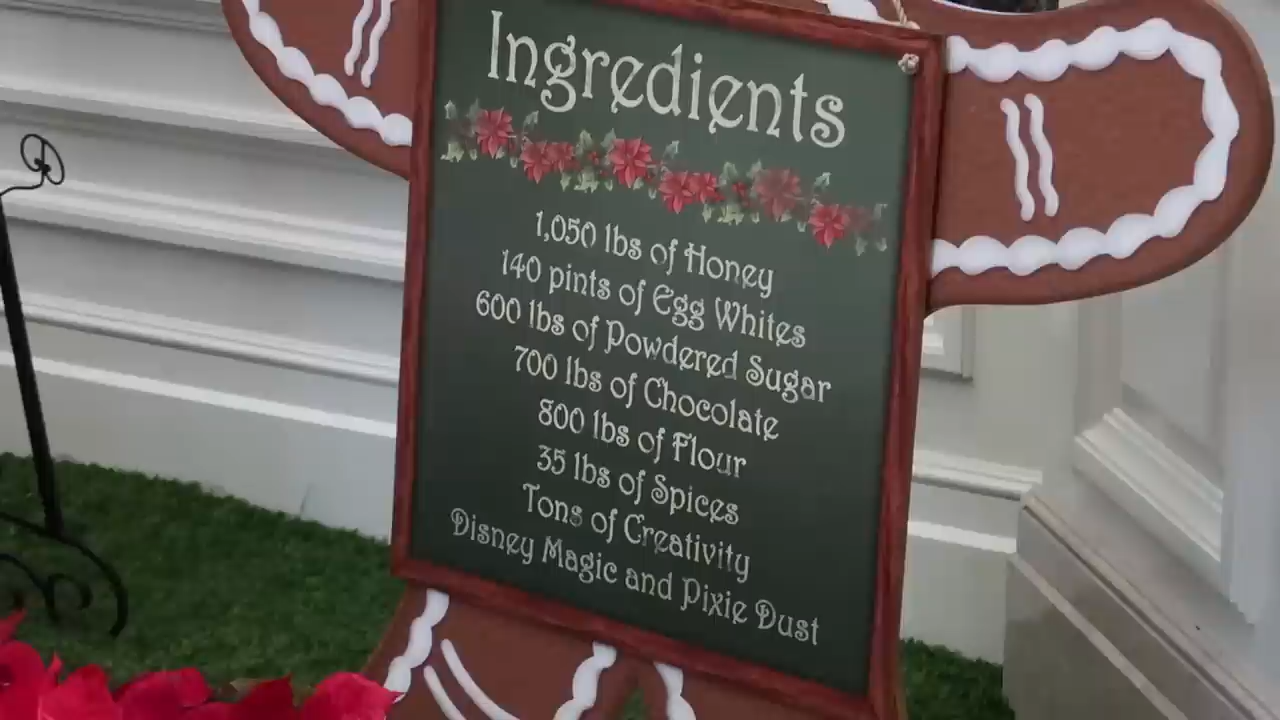 Ingredients
1,050 lbs of Honey
140 pints of Egg Whites
600 lbs of Powdered Sugar
700 lbs of Chocolate
800 lbs of Flour
35 lbs of Spices
Tons of Creativity
Disney Magic and Pixie Dust